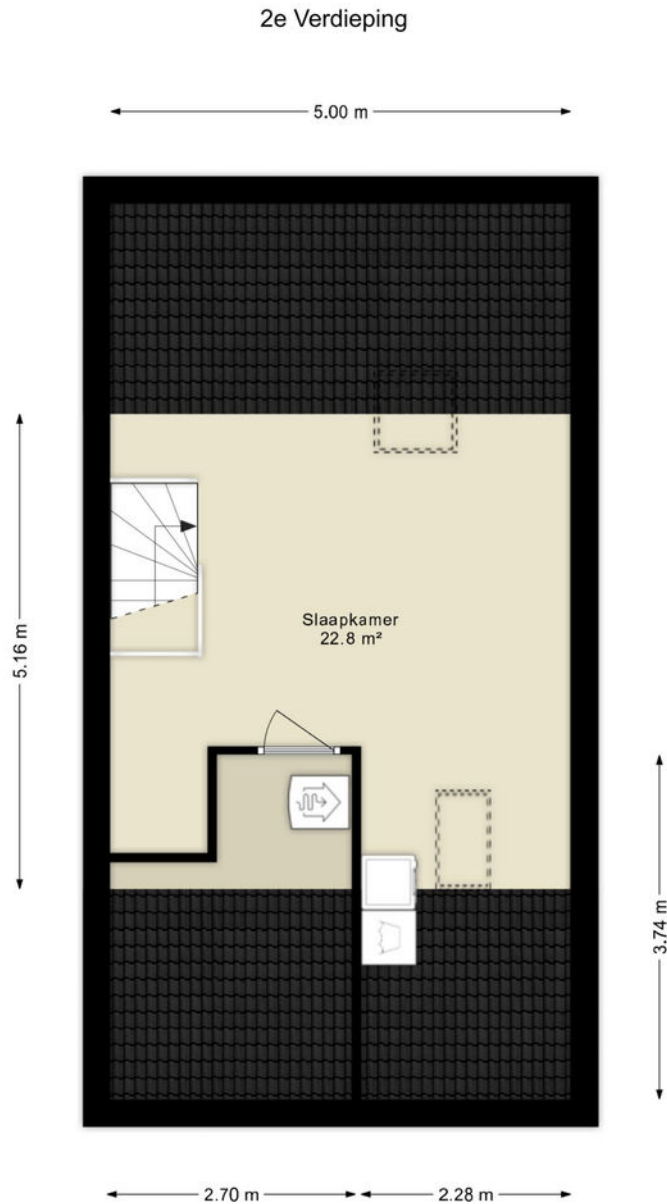 2e Verdieping
5.00 m
Slaapkamer
22.8 m²
5.16 m
3.74 m
2.70 m
2.28 m